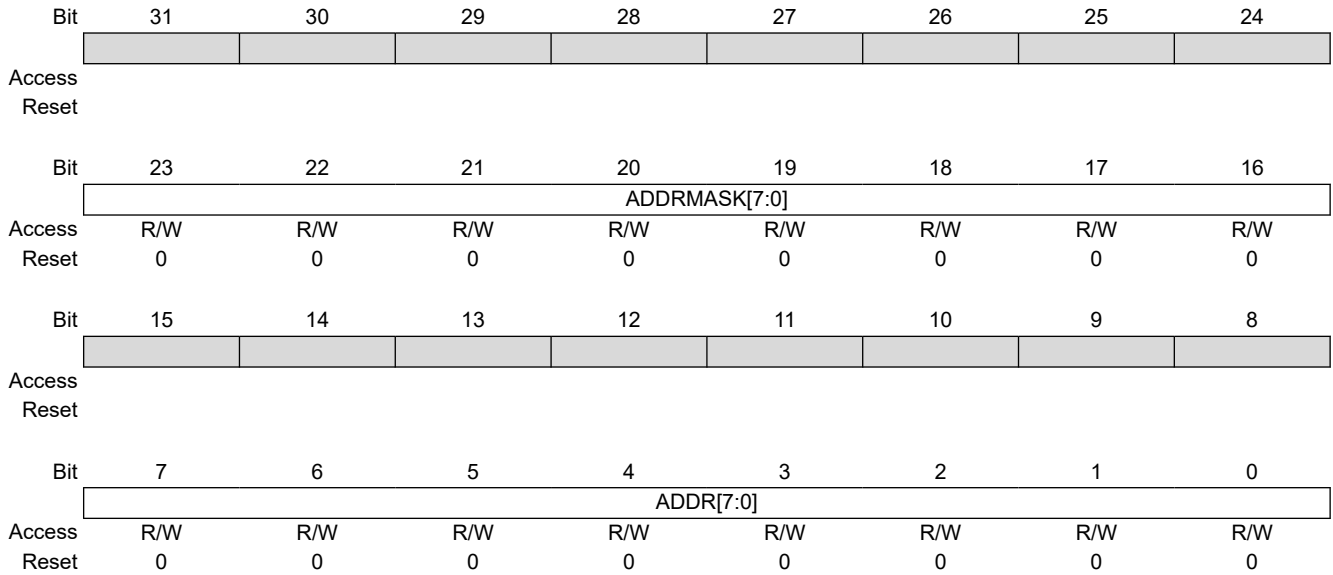 Bit 31 30 29 28 27 26 25 24
Access
Reset
Bit 23 22 21 20 19 18 17 16
ADDRMASK[7:0]
Access R/W R/W R/W R/W R/W R/W R/W R/W
Reset 0 0 0 0 0 0 0 0
Bit 15 14 13 12 11 10 9 8
Access
Reset
Bit 7 6 5 4 3 2 1 0
ADDR[7:0]
Access R/W R/W R/W R/W R/W R/W R/W R/W
Reset 0 0 0 0 0 0 0 0